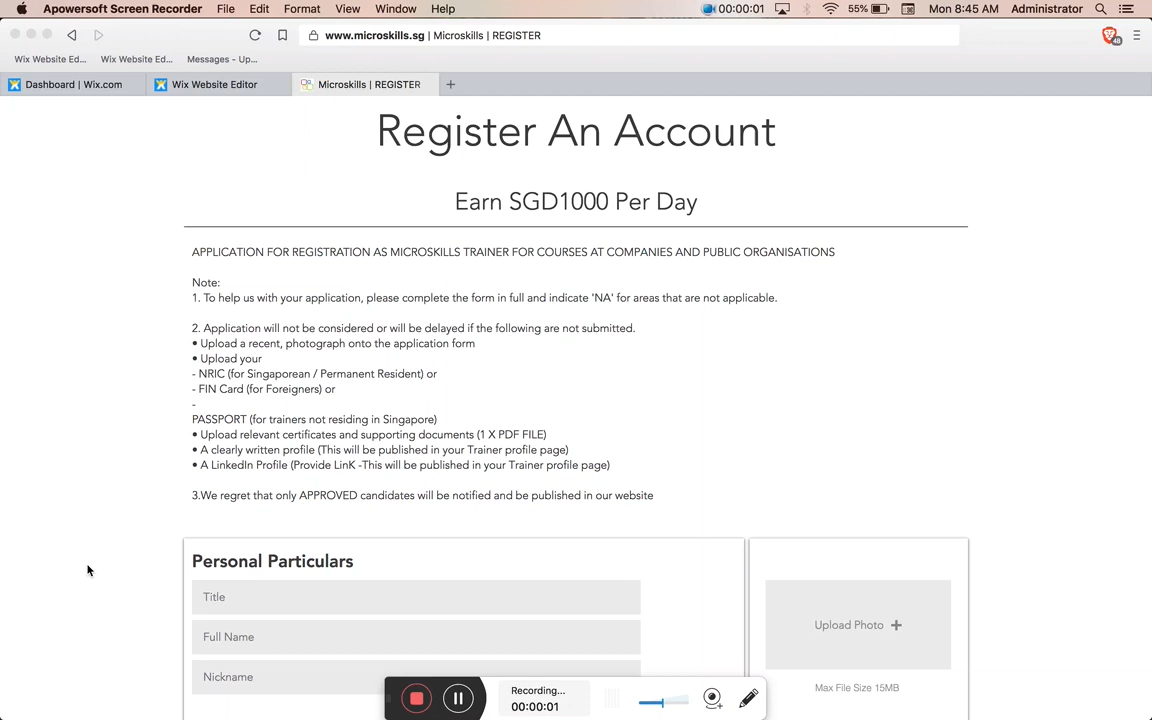 Apowersoft Screen Recorder File Edit Format View Window Help 00:00:01 55% Mon 8:45 AM Administrator
www.microskills.sg | Microskills | REGISTER
Wix Website Ed... Wix Website Ed... Messages - Up...
Dashboard | Wix.com Wix Website Editor Microskills | REGISTER
Register An Account
Earn SGD1000 Per Day
APPLICATION FOR REGISTRATION AS MICROSKILLS TRAINER FOR COURSES AT COMPANIES AND PUBLIC ORGANISATIONS
Note:
1. To help us with your application, please complete the form in full and indicate 'NA' for areas that are not applicable.
2. Application will not be considered or will be delayed if the following are not submitted.
• Upload a recent, photograph onto the application form
• Upload your
- NRIC (for Singaporean / Permanent Resident) or
- FIN Card (for Foreigners) or
-
PASSPORT (for trainers not residing in Singapore)
• Upload relevant certificates and supporting documents (1 X PDF FILE)
• A clearly written profile (This will be published in your Trainer profile page)
• A LinkedIn Profile (Provide LinK -This will be published in your Trainer profile page)
3.We regret that only APPROVED candidates will be notified and be published in our website
Personal Particulars
Title
Full Name
Nickname
Upload Photo +
Max File Size 15MB
Recording...
00:00:01